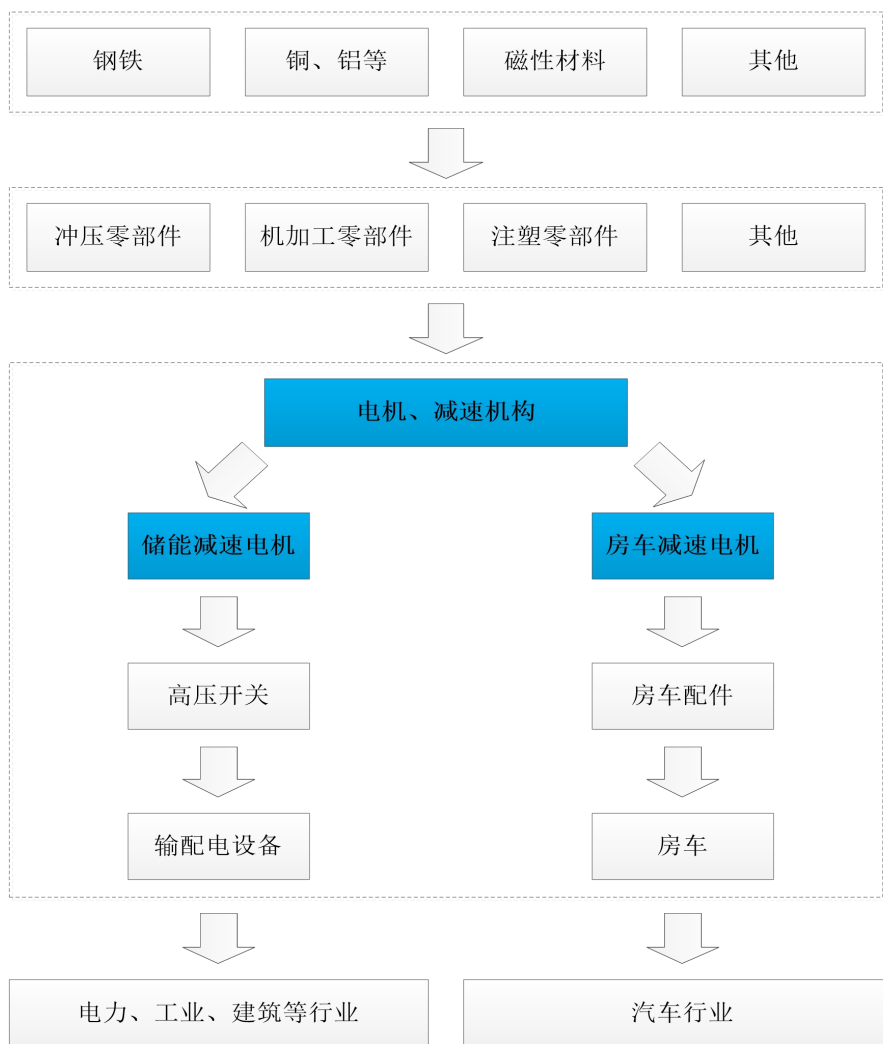 钢铁
铜、铝等
磁性材料
其他
冲压零部件
机加工零部件
注塑零部件
其他
电机、减速机构
储能减速电机
房车减速电机
高压开关
房车配件
输配电设备
房车
电力、工业、建筑等行业
汽车行业